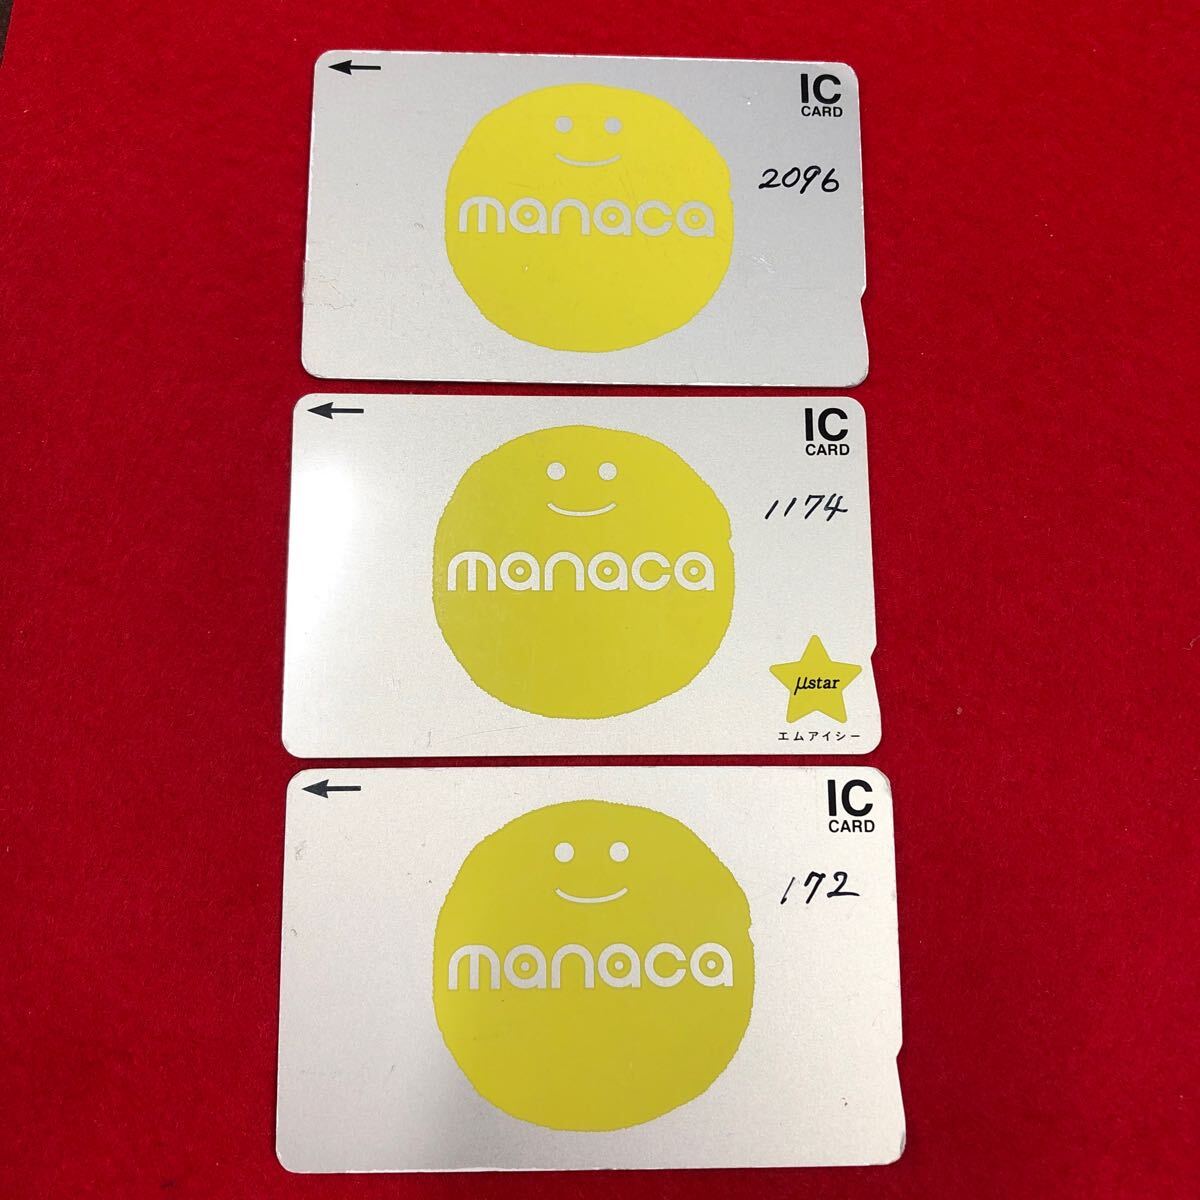 IC
CARD
2096
manaca
IC
CARD
1174
manaca
μstar
エムアイシー
IC
CARD
172
manaca